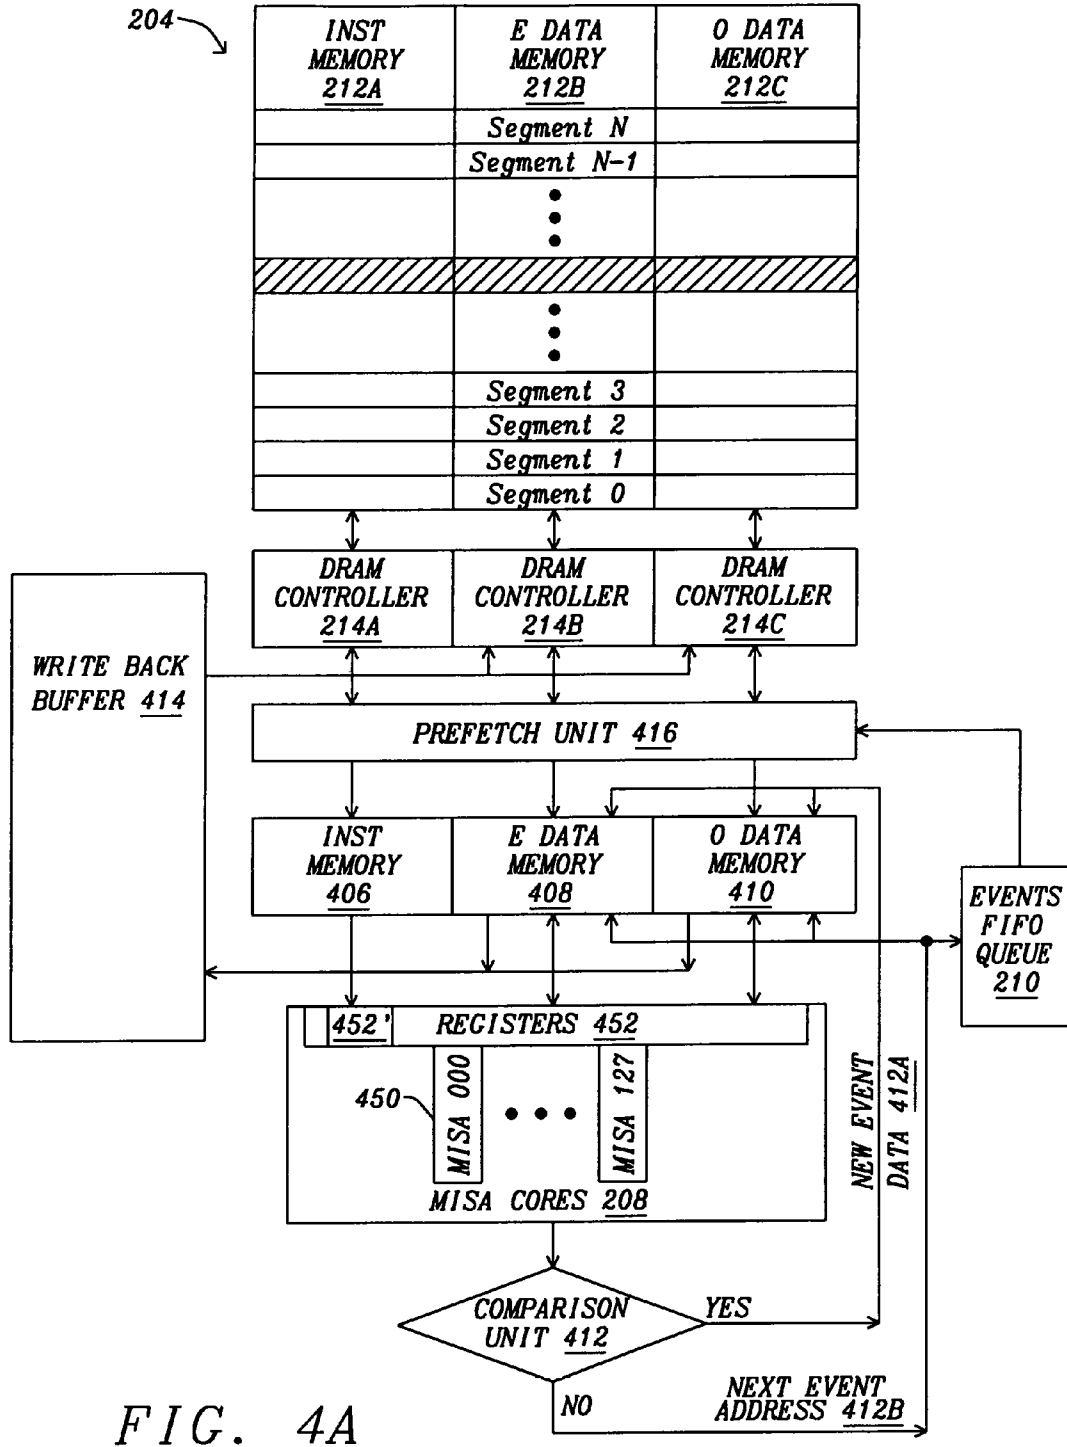 204
INST
MEMORY
212A
E DATA
MEMORY
212B
O DATA
MEMORY
212C
Segment N
Segment N-1
Segment 3
Segment 2
Segment 1
Segment 0
DRAM
CONTROLLER
214A
DRAM
CONTROLLER
214B
DRAM
CONTROLLER
214C
WRITE BACK
BUFFER 414
PREFETCH UNIT 416
INST
MEMORY
406
E DATA
MEMORY
408
O DATA
MEMORY
410
EVENTS
FIFO
QUEUE
210
452'
REGISTERS 452
450
MISA 000
MISA 127
MISA CORES 208
NEW EVENT
DATA 412A
COMPARISON
UNIT 412
YES
NO
NEXT EVENT
ADDRESS 412B
FIG. 4A